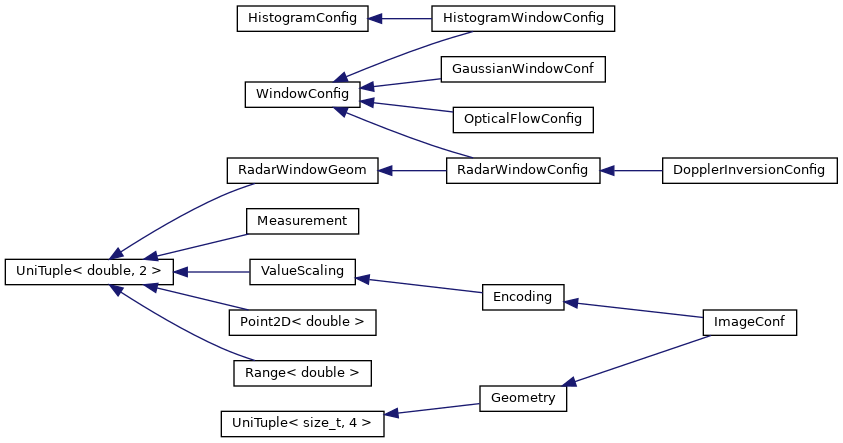 HistogramConfig
HistogramWindowConfig
WindowConfig
GaussianWindowConf
OpticalFlowConfig
RadarWindowGeom
RadarWindowConfig
DopplerInversionConfig
Measurement
UniTuple< double, 2 >
ValueScaling
Encoding
Point2D< double >
ImageConf
Range< double >
Geometry
UniTuple< size_t, 4 >